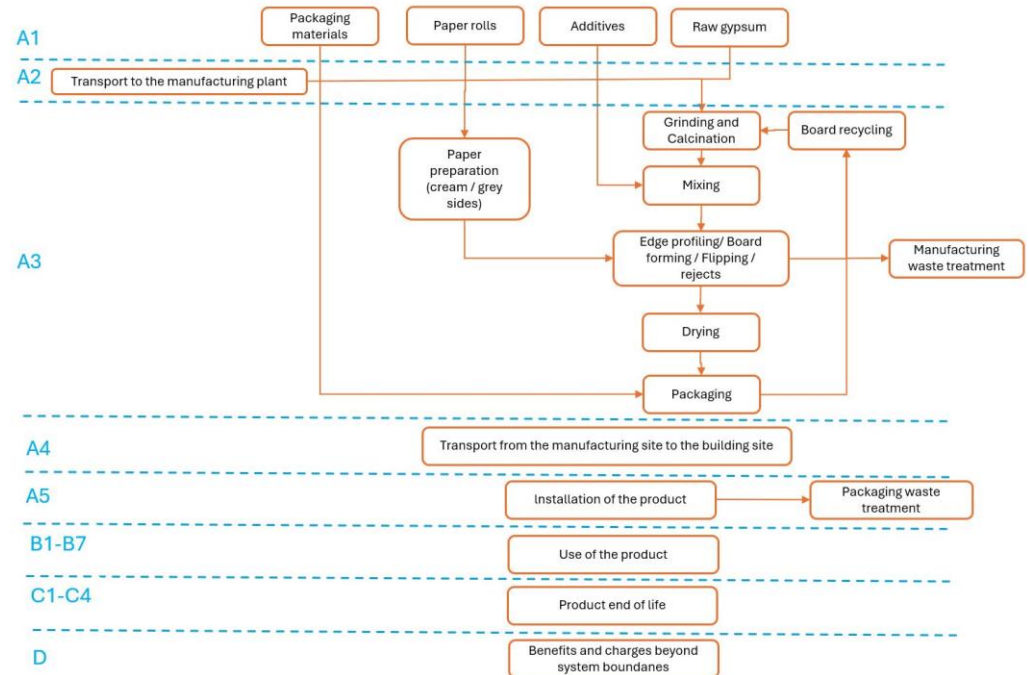 A1
Packaging
materials
Paper rolls
Additives
Raw gypsum
A2
Transport to the manufacturing plant
A3
Grinding and
Calcination
Board recycling
Paper
preparation
(cream / grey
sides)
Mixing
Edge profiling/ Board
forming / Flipping /
rejects
Manufacturing
waste treatment
Drying
Packaging
A4
Transport from the manufacturing site to the building site
A5
Installation of the product
Packaging waste
treatment
B1-B7
Use of the product
C1-C4
Product end of life
D
Benefits and charges beyond
system boundanes